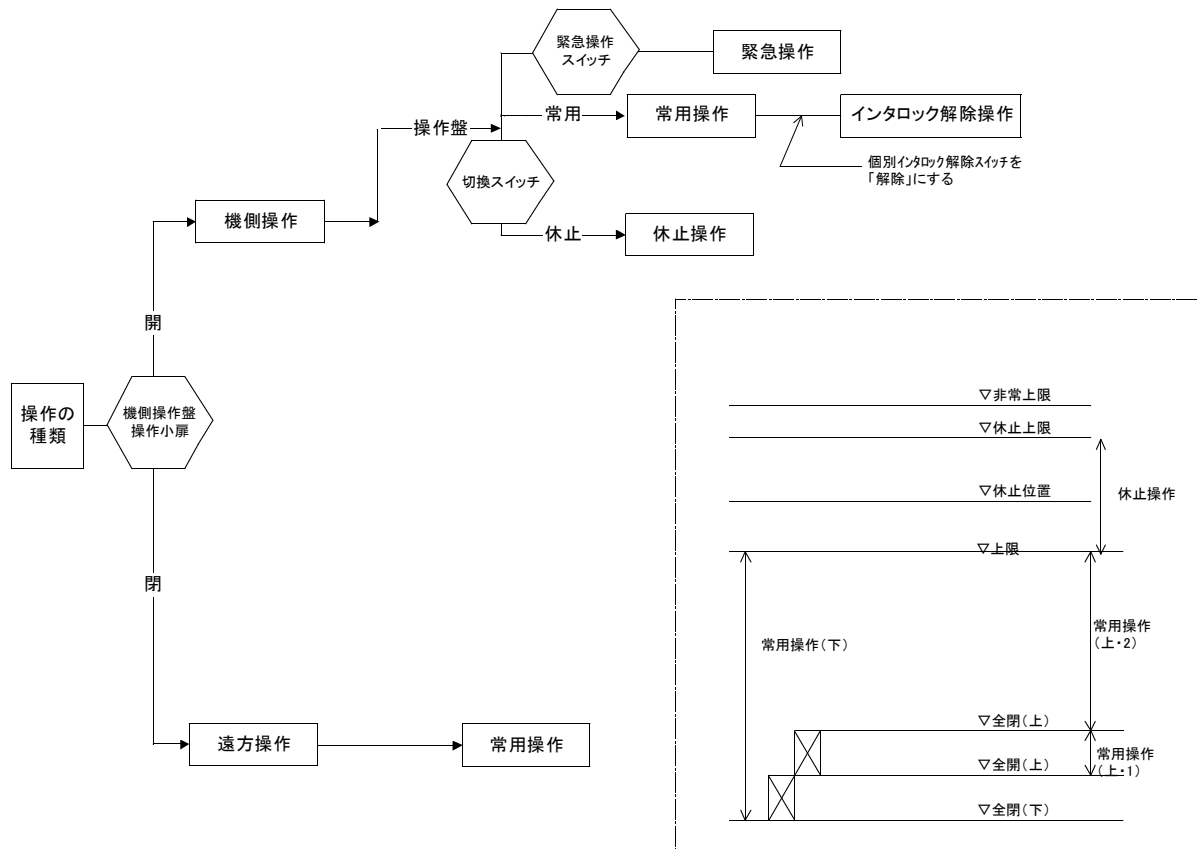 緊急操作
スイッチ
緊急操作
常用
常用操作
インタロック解除操作
操作盤
個別インタロック解除スイッチを
「解除」にする
切換スイッチ
機側操作
休止
休止操作
開
操作の
種類
機側操作盤
操作小扉
閉
遠方操作
常用操作
▽非常上限
▽休止上限
▽休止位置
休止操作
▽上限
常用操作(下)
常用操作
(上・2)
▽全閉(上)
常用操作
(上・1)
▽全開(上)
▽全閉(下)